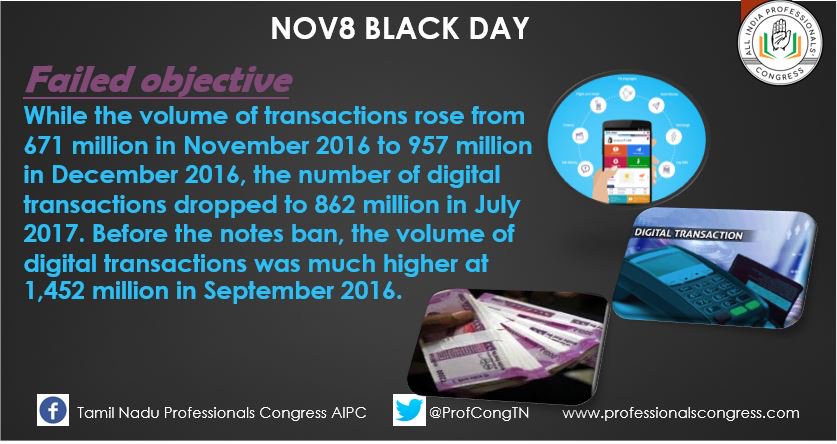 NOV8 BLACK DAY
ALL INDIA PROFESSIONALS'
CONGRESS
Failed objective
While the volume of transactions rose from
671 million in November 2016 to 957 million
in December 2016, the number of digital
transactions dropped to 862 million in July
2017. Before the notes ban, the volume of
digital transactions was much higher at
1,452 million in September 2016.
DIGITAL TRANSACTION
Tamil Nadu Professionals Congress AIPC
@ProfCongTN
www.professionalscongress.com